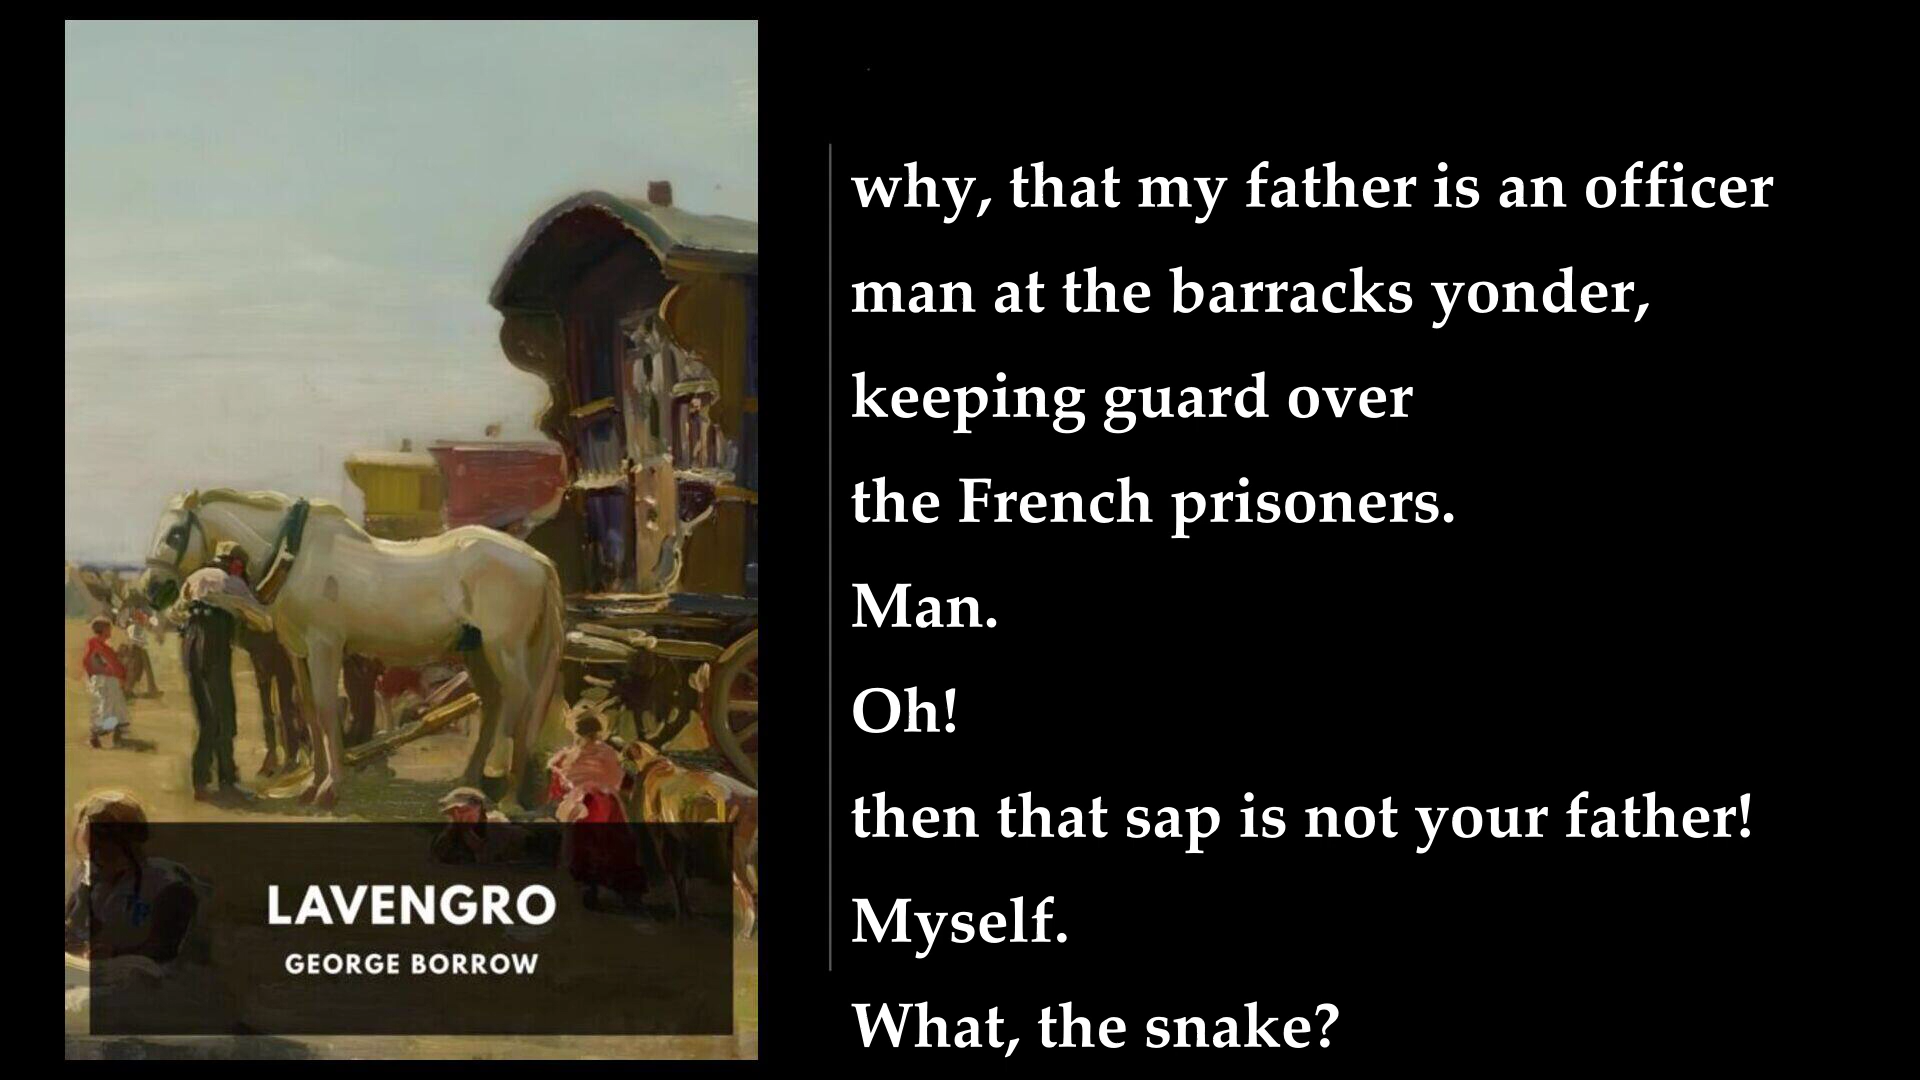 LAVENGRO
GEORGE BORROW
why, that my father is an officer
man at the barracks yonder,
keeping guard over
the French prisoners.
Man.
Oh!
then that sap is not your father!
Myself.
What, the snake?